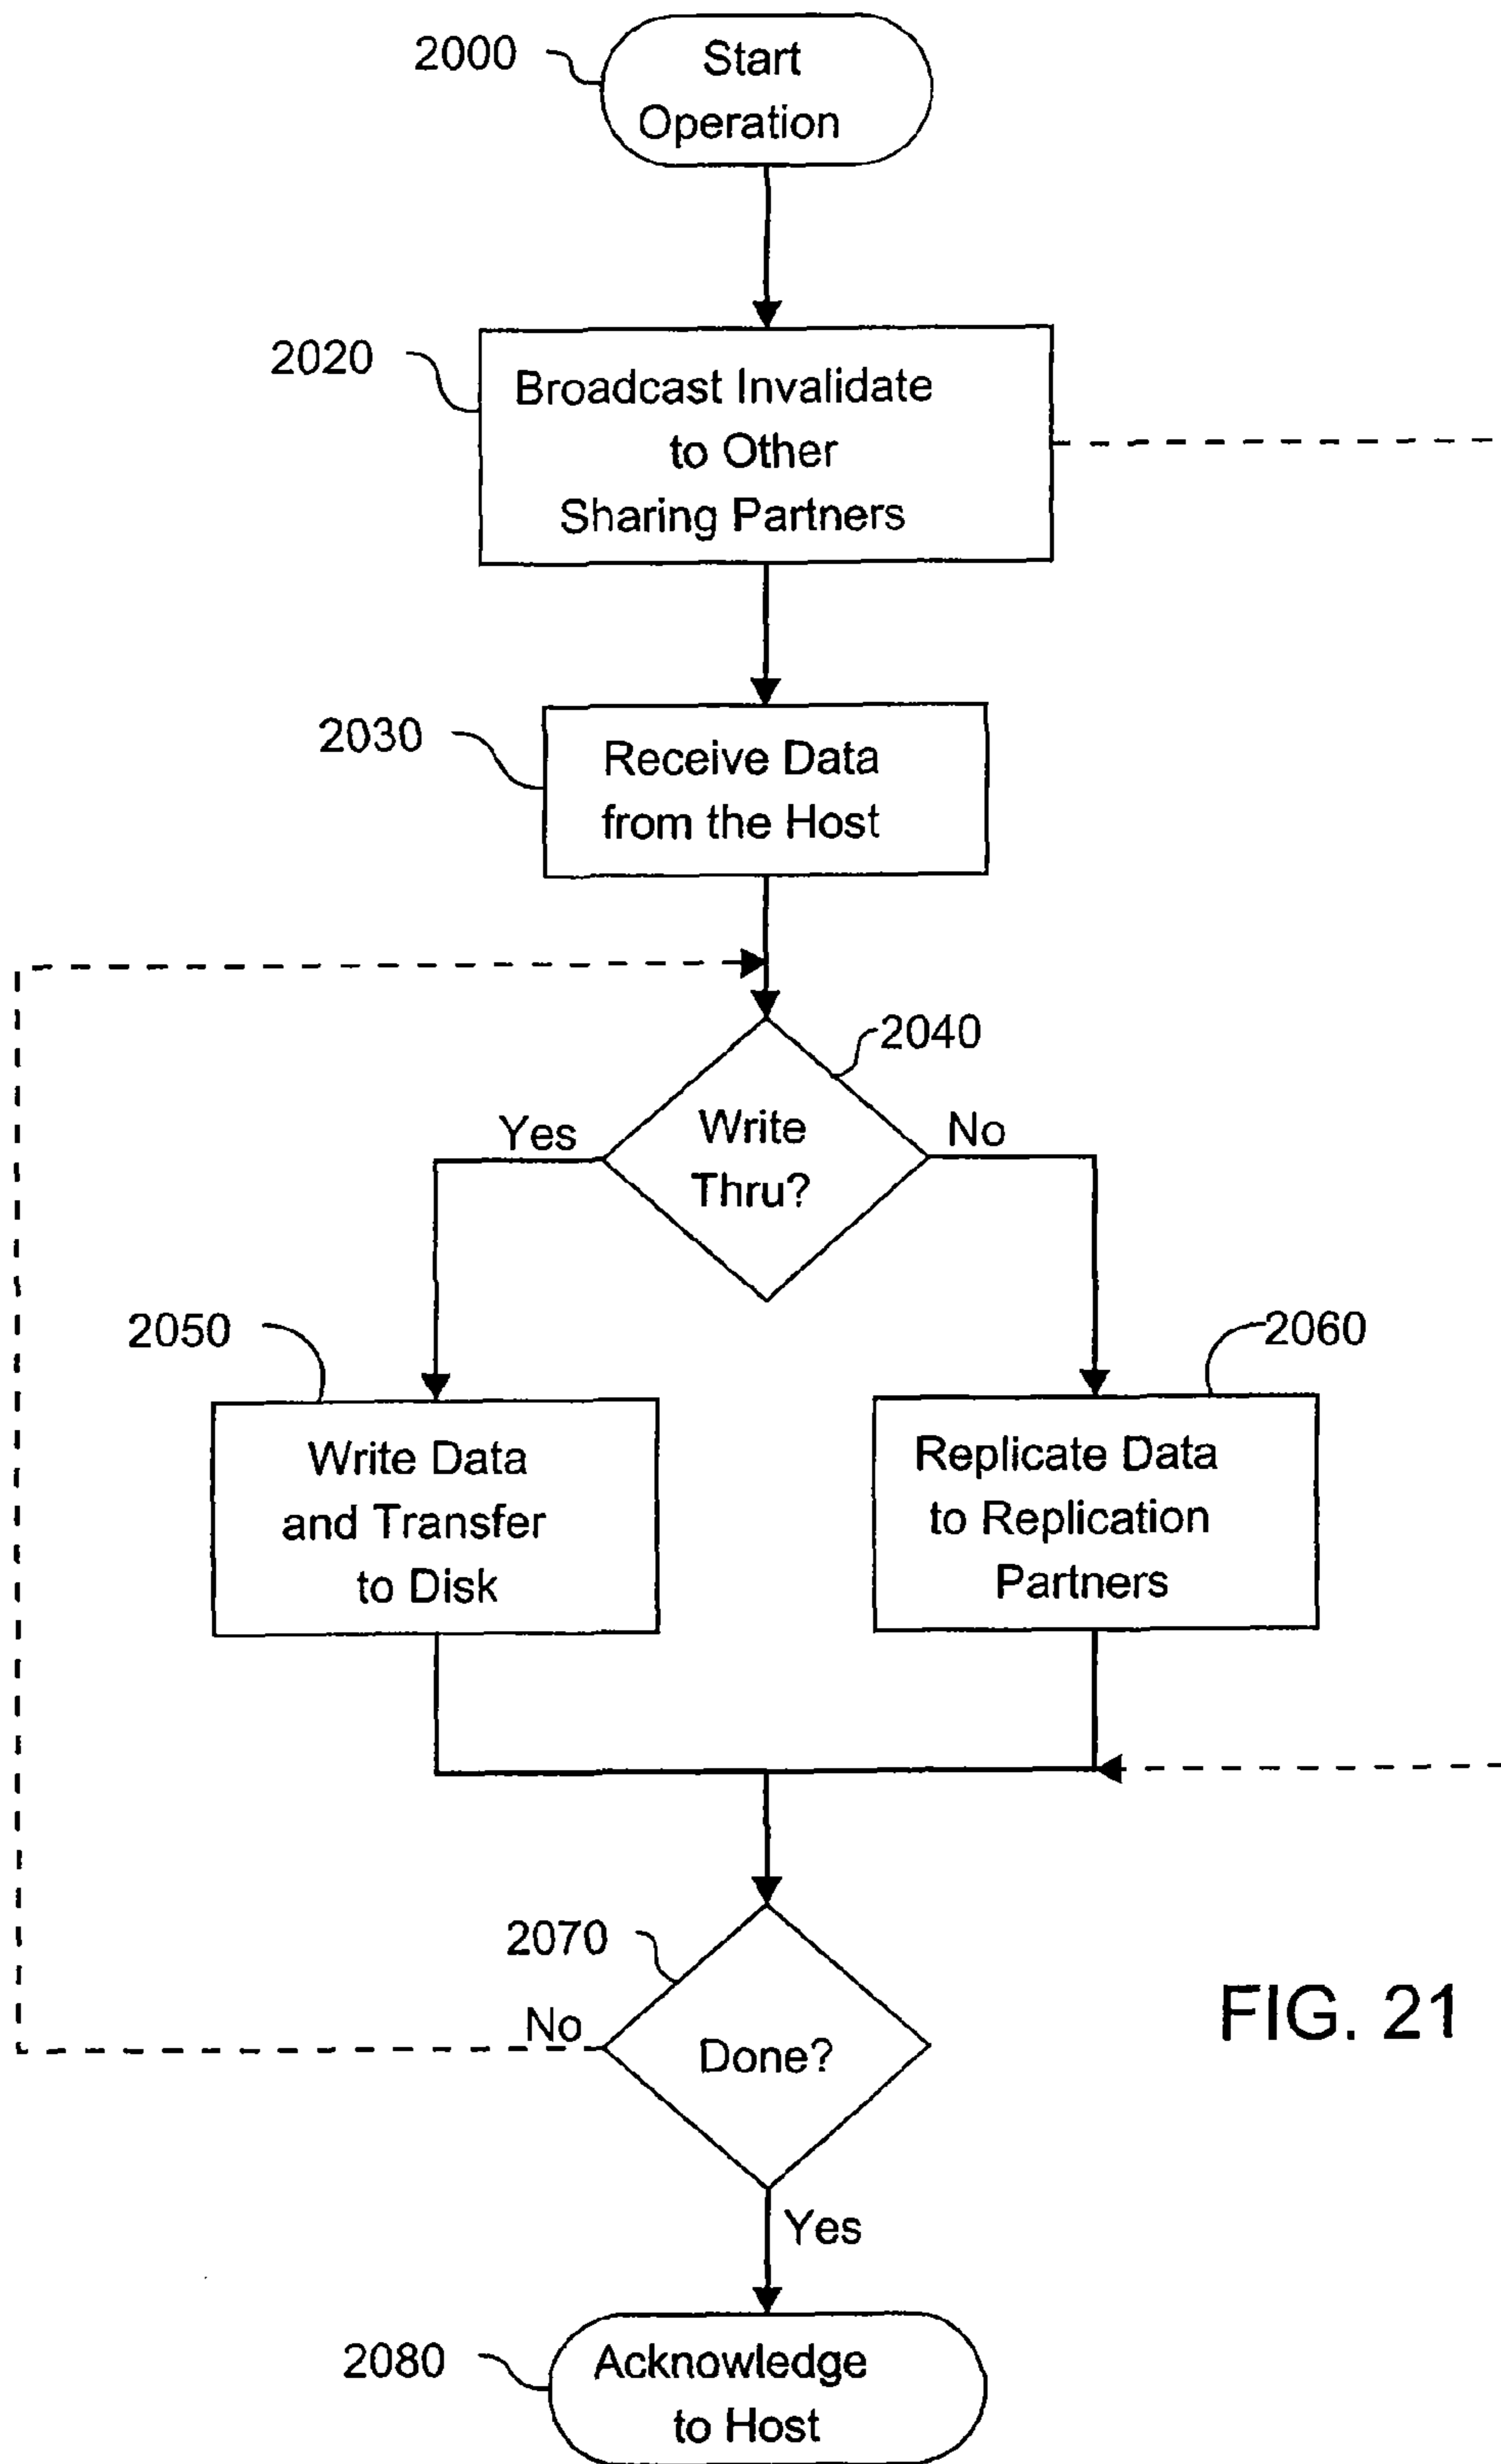 2000
Start
Operation
2020
Broadcast Invalidate
to Other
Sharing Partners
2030
Receive Data
from the Host
2040
Yes
Write
Thru?
No
2050
Write Data
and Transfer
to Disk
2060
Replicate Data
to Replication
Partners
2070
No
Done?
Yes
FIG. 21
2080
Acknowledge
to Host